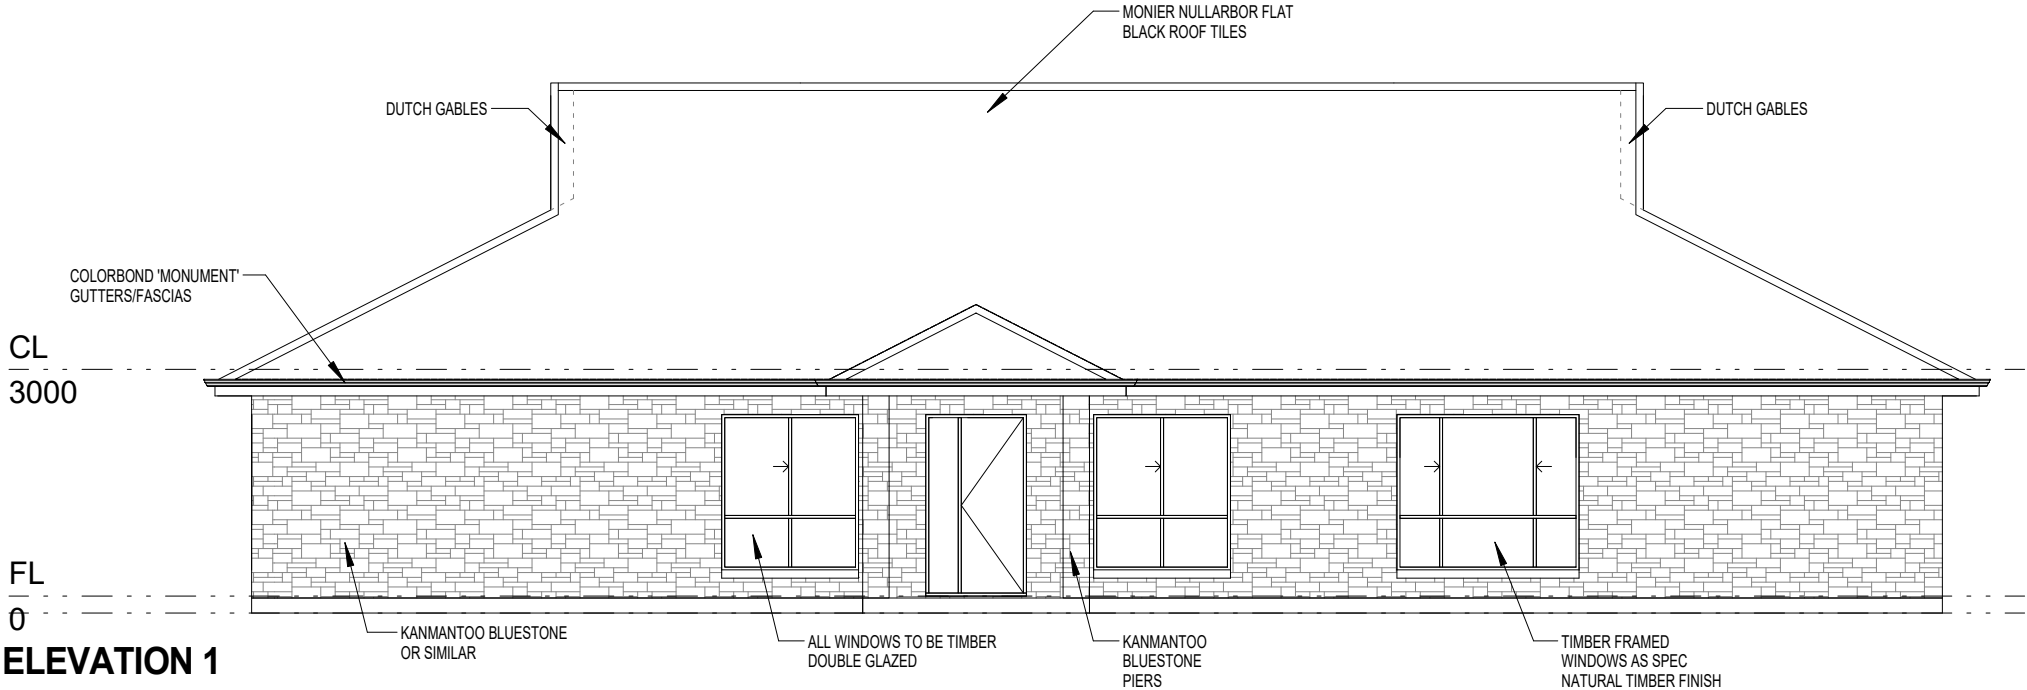 MONIER NULLARBOR FLAT
BLACK ROOF TILES
DUTCH GABLES
DUTCH GABLES
COLORBOND 'MONUMENT'
GUTTERS/FASCIAS
CL
3000
FL
0
KANMANTOO BLUESTONE
OR SIMILAR
ALL WINDOWS TO BE TIMBER
DOUBLE GLAZED
KANMANTOO
BLUESTONE
PIERS
TIMBER FRAMED
WINDOWS AS SPEC
NATURAL TIMBER FINISH
ELEVATION 1